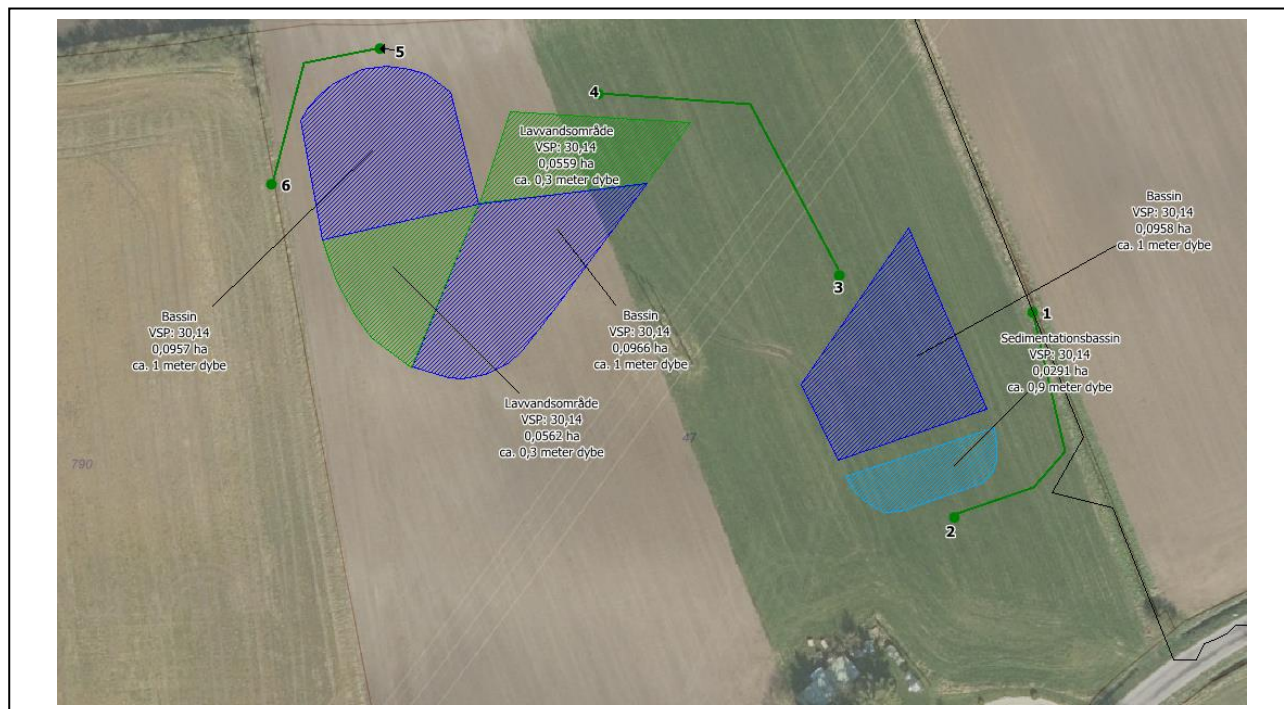 5
4
Lavvandsområde
VSP: 30,14
0,0559 ha
ca. 0,3 meter dybe
6
Bassin
VSP: 30,14
0,0958 ha
ca. 1 meter dybe
3
1
Bassin
VSP: 30,14
0,0957 ha
ca. 1 meter dybe
Bassin
VSP: 30,14
0,0966 ha
ca. 1 meter dybe
Sedimentationsbassin
VSP: 30,14
0,0291 ha
ca. 0,9 meter dybe
Lavvandsområde
VSP: 30,14
0,0562 ha
ca. 0,3 meter dybe
47
790
2